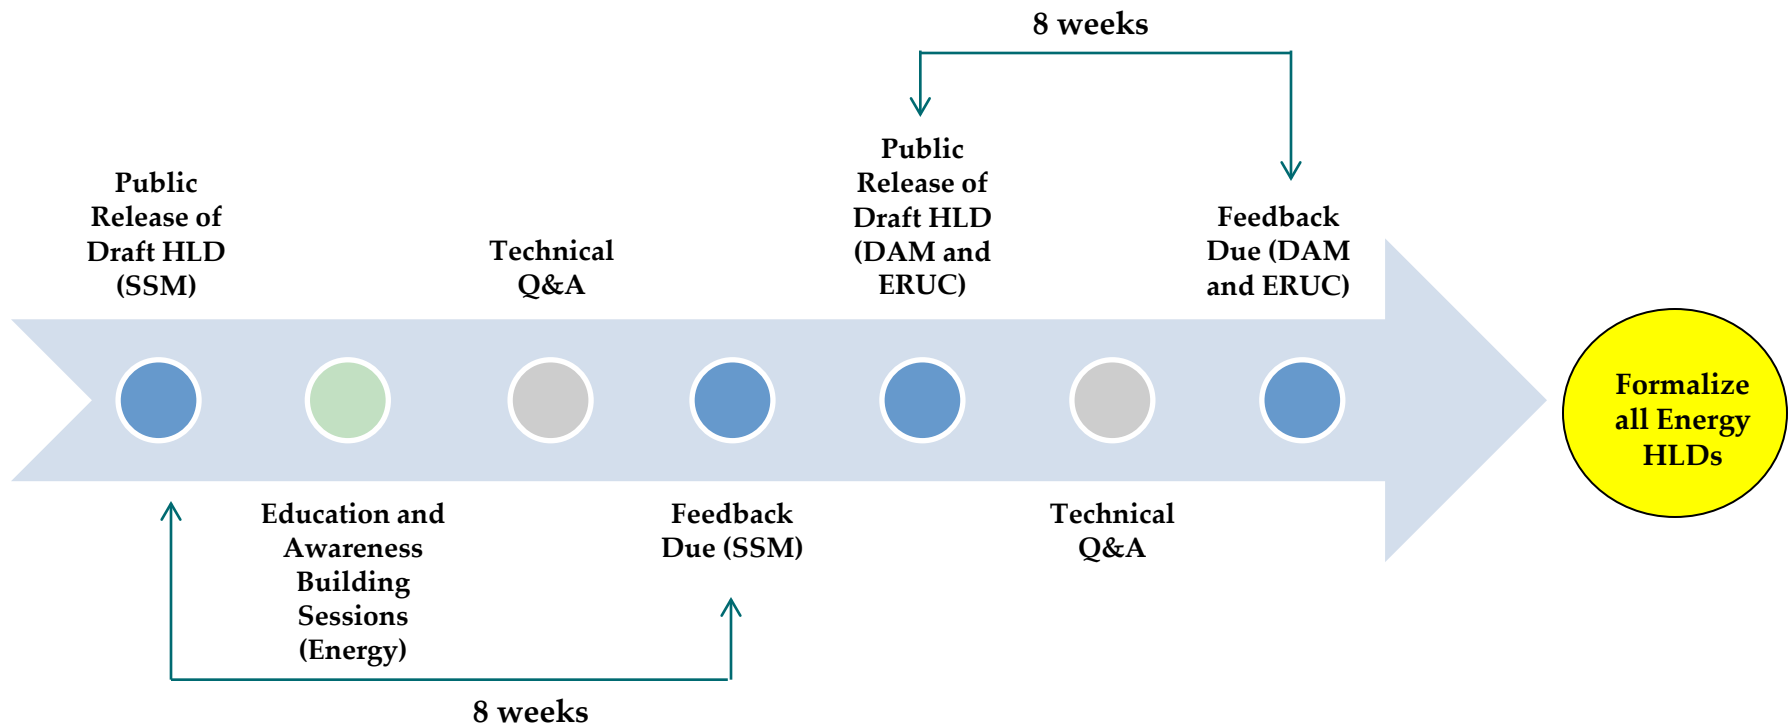 8 weeks
Public
Release of
Draft HLD
(SSM)
Technical
Q&A
Public
Release of
Draft HLD
(DAM and
ERUC)
Feedback
Due (DAM
and ERUC)
Formalize
all Energy
HLDs
Education and
Awareness
Building
Sessions
(Energy)
Feedback
Due (SSM)
Technical
Q&A
8 weeks